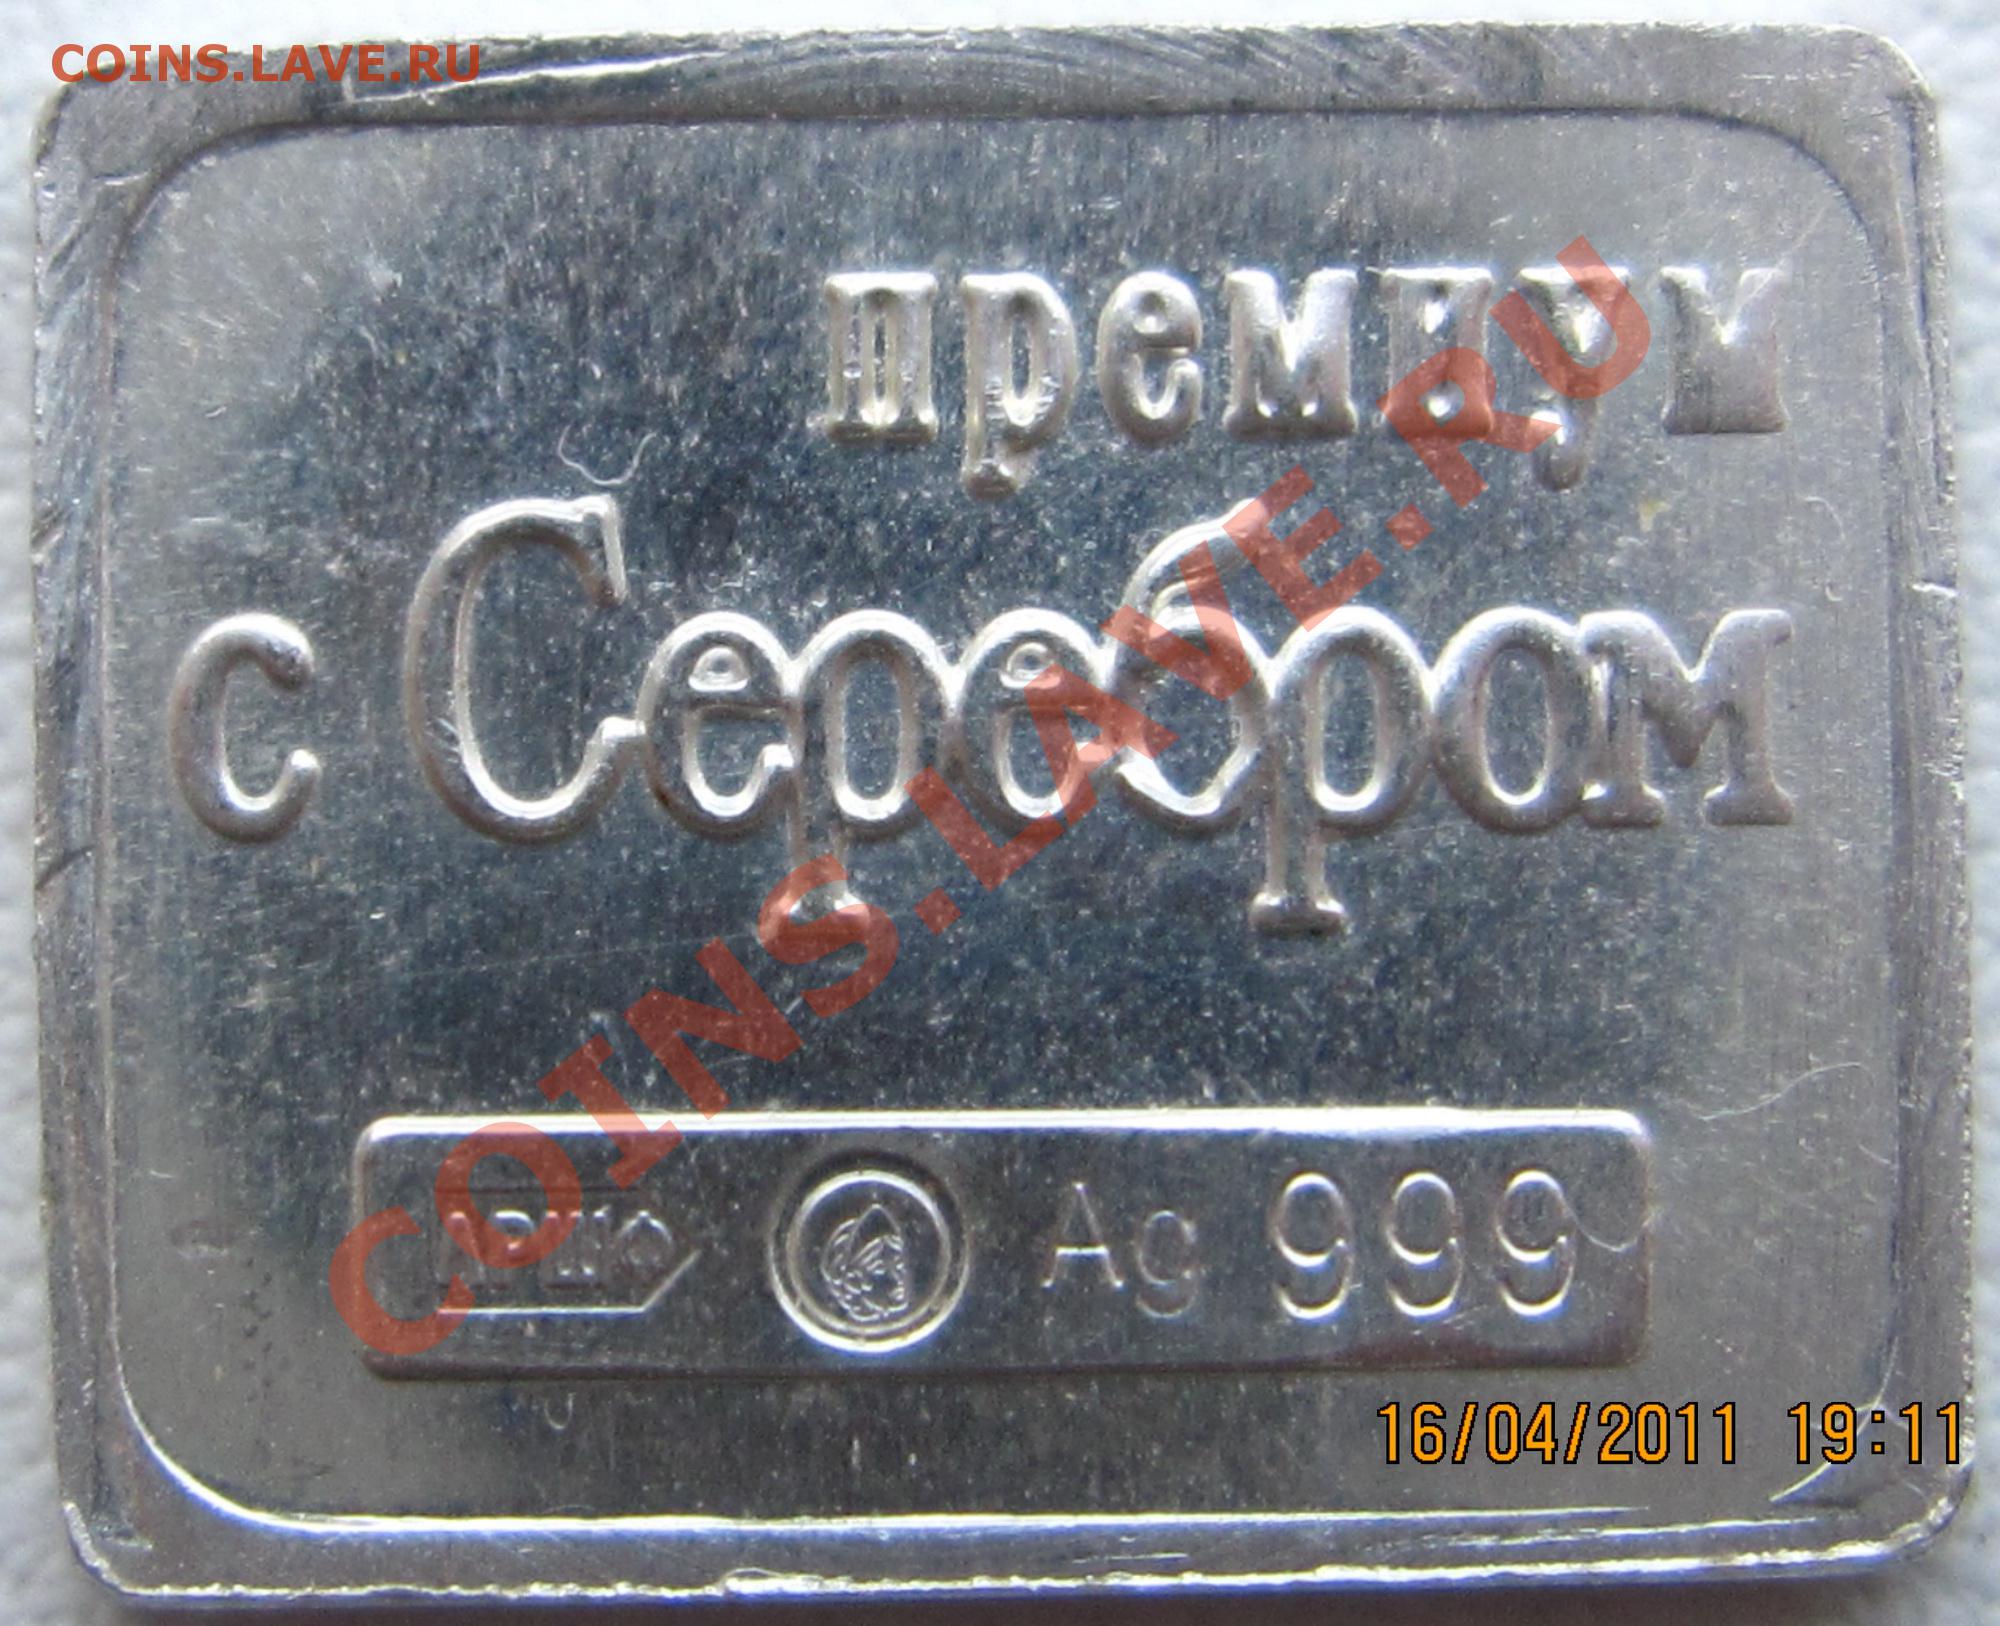 COINS.LAVE.RU
премиум
с Серебром
COINS.LAVE.RU
Ag 999
16/04/2011 19:11